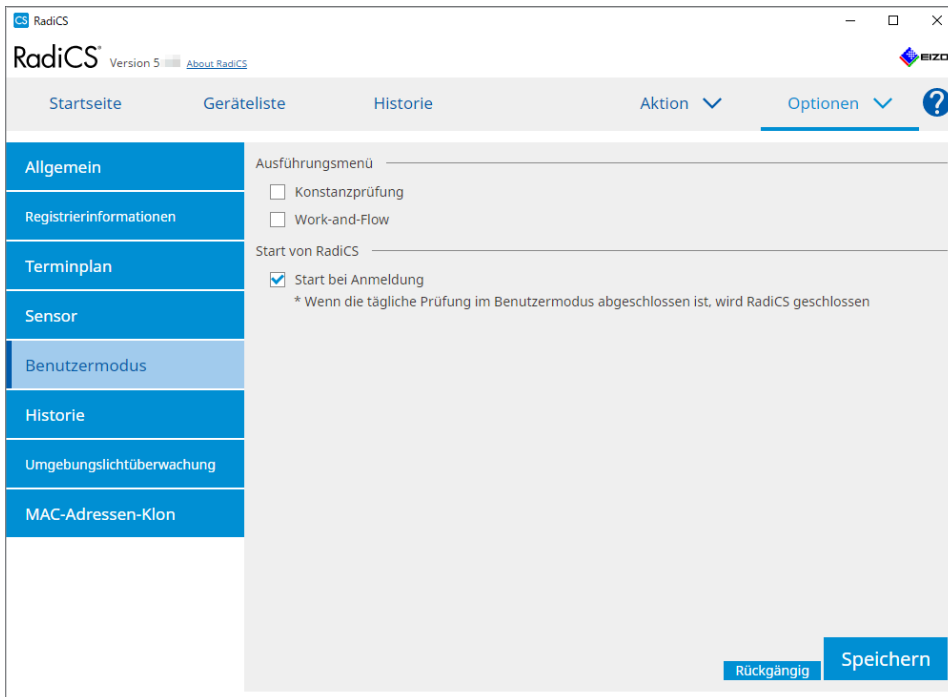 CS RadiCS
RadiCS® Version 5 About RadiCS EIZO
Startseite Geräteliste Historie Aktion Optionen ?
Allgemein
Registrierinformationen
Terminplan
Sensor
Benutzermodus
Historie
Umgebungslichtüberwachung
MAC-Adressen-Klon
Ausführungsmenü
Konstanzprüfung
Work-and-Flow
Start von RadiCS
Start bei Anmeldung
* Wenn die tägliche Prüfung im Benutzermodus abgeschlossen ist, wird RadiCS geschlossen
Rückgängig Speichern